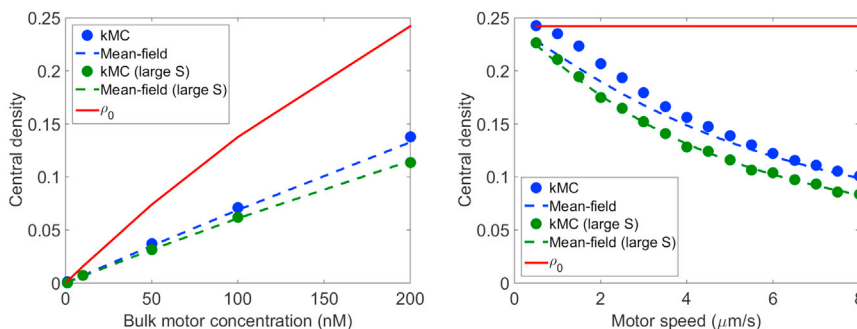 0.25
0.2
0.15
0.1
0.05
0
Central density
kMC
Mean-field
kMC (large S)
Mean-field (large S)
ρ0
0 50 100 150 200
Bulk motor concentration (nM)
0.25
0.2
0.15
0.1
0.05
0
Central density
kMC
Mean-field
kMC (large S)
Mean-field (large S)
ρ0
0 2 4 6 8
Motor speed (μm/s)